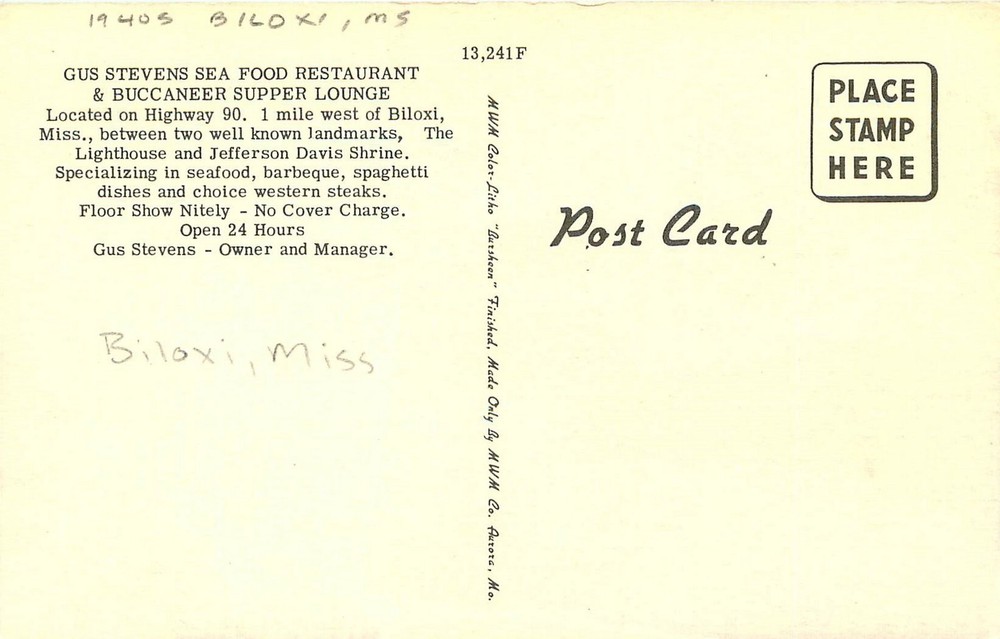 1940S BILOXI, MS
13,241F
GUS STEVENS SEA FOOD RESTAURANT
& BUCCANEER SUPPER LOUNGE
Located on Highway 90. 1 mile west of Biloxi,
Miss., between two well known landmarks, The
Lighthouse and Jefferson Davis Shrine.
Specializing in seafood, barbeque, spaghetti
dishes and choice western steaks.
Floor Show Nitely - No Cover Charge.
Open 24 Hours
Gus Stevens - Owner and Manager.
Biloxi, Miss
MWM Color-Litho "Dursheen" Finished, Made Only By MWM Co. Aurora, Mo.
Post Card
PLACE
STAMP
HERE